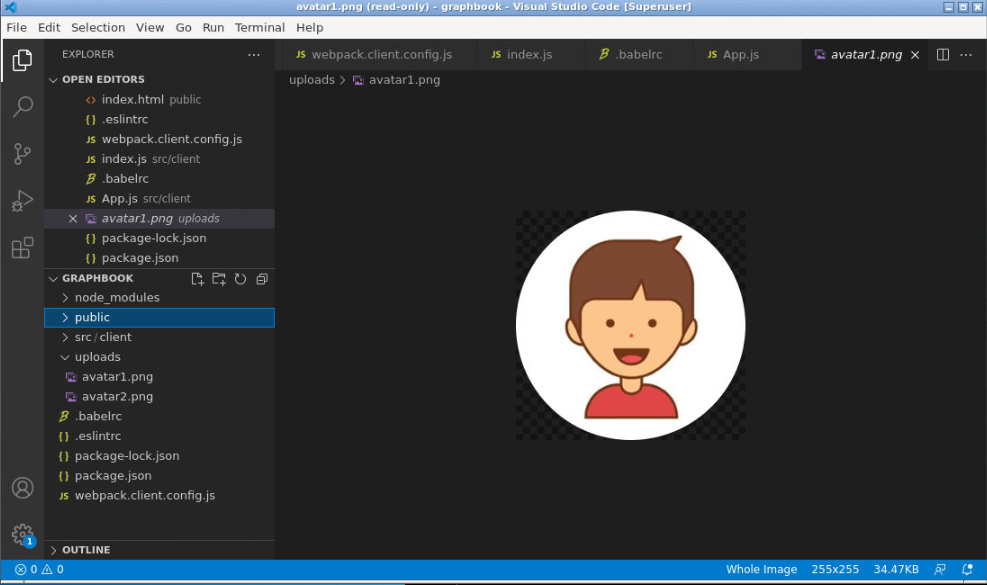 avatar1.png (read-only) - graphbook - Visual Studio Code [Superuser]
File Edit Selection View Go Run Terminal Help
EXPLORER
OPEN EDITORS
index.html public
{} .eslintrc
JS webpack.client.config.js
JS index.js src/client
.babelrc
JS App.js src/client
avatar1.png uploads
{} package-lock.json
{} package.json
GRAPHBOOK
node_modules
public
src / client
uploads
avatar1.png
avatar2.png
.babelrc
{} .eslintrc
{} package-lock.json
{} package.json
JS webpack.client.config.js
OUTLINE
JS webpack.client.config.js JS index.js .babelrc JS App.js avatar1.png
uploads > avatar1.png
1
0 0 Whole Image 255x255 34.47KB